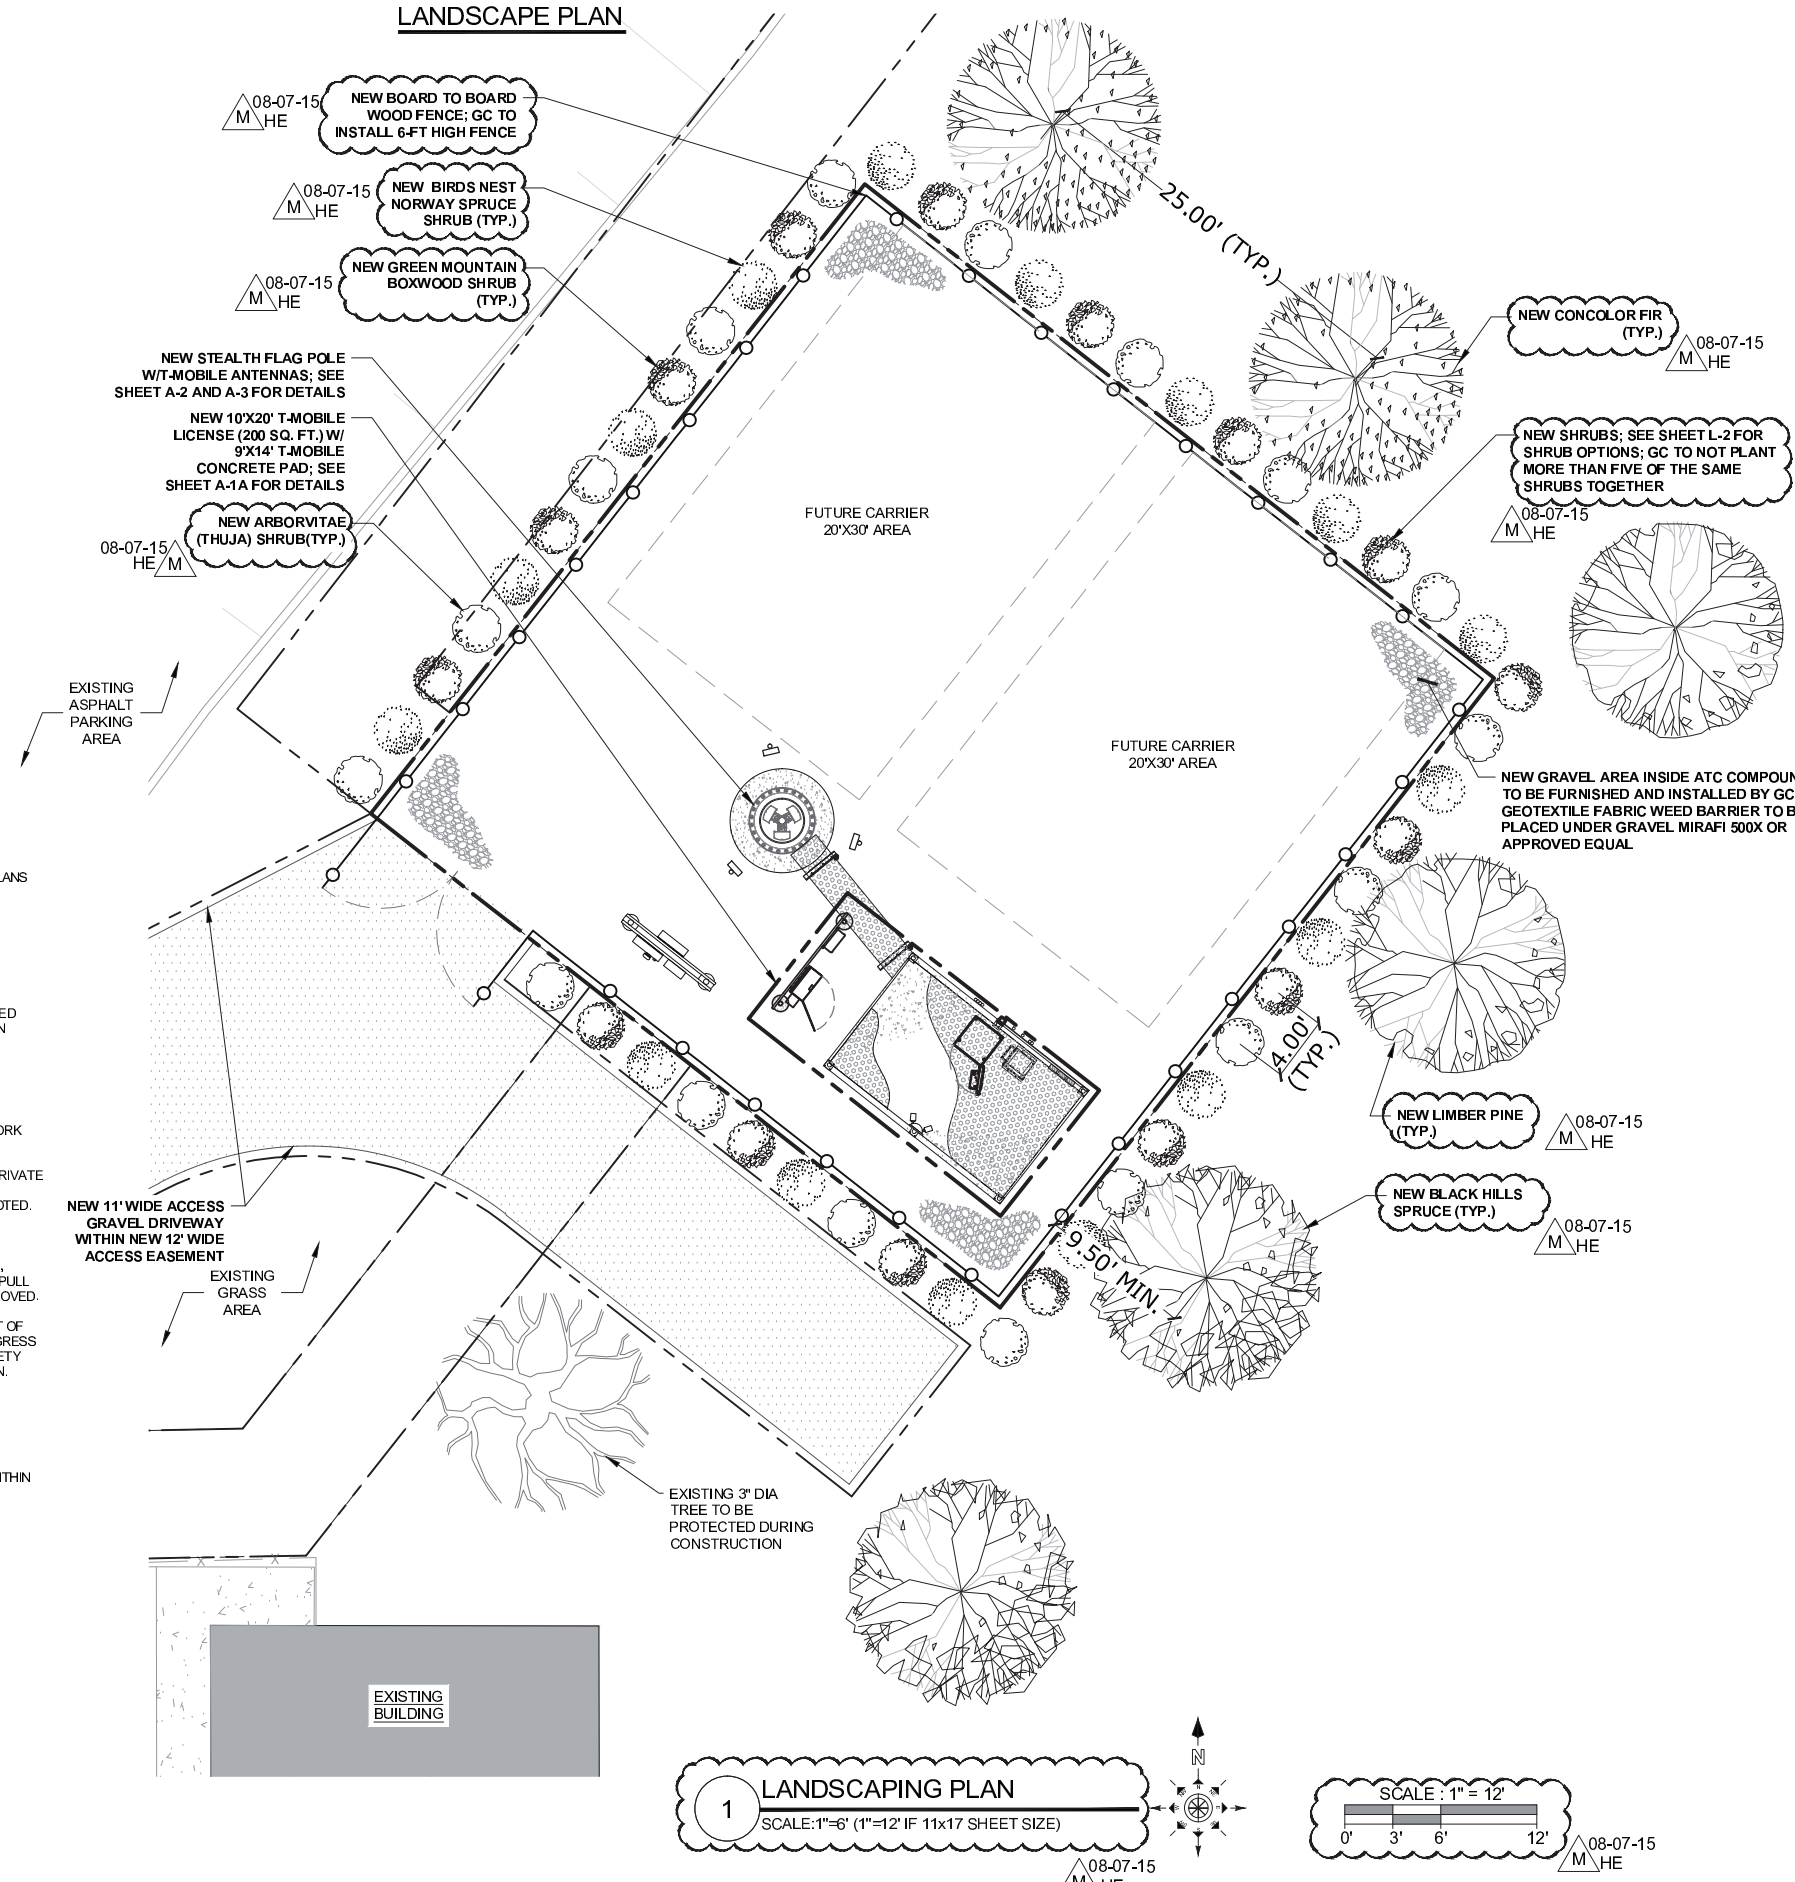 LANDSCAPE PLAN
08-07-15
M HE
NEW BOARD TO BOARD
WOOD FENCE; GC TO
INSTALL 6-FT HIGH FENCE
08-07-15
M HE
NEW BIRDS NEST
NORWAY SPRUCE
SHRUB (TYP.)
08-07-15
M HE
NEW GREEN MOUNTAIN
BOXWOOD SHRUB
(TYP.)
NEW STEALTH FLAG POLE
W/T-MOBILE ANTENNAS; SEE
SHEET A-2 AND A-3 FOR DETAILS
NEW 10'X20' T-MOBILE
LICENSE (200 SQ. FT.) W/
9'X14' T-MOBILE
CONCRETE PAD; SEE
SHEET A-1A FOR DETAILS
NEW ARBORVITAE
(THUJA) SHRUB(TYP.)
08-07-15
HE M
25.00' (TYP.)
NEW CONCOLOR FIR
(TYP.)
08-07-15
M HE
NEW SHRUBS; SEE SHEET L-2 FOR
SHRUB OPTIONS; GC TO NOT PLANT
MORE THAN FIVE OF THE SAME
SHRUBS TOGETHER
08-07-15
M HE
FUTURE CARRIER
20'X30' AREA
FUTURE CARRIER
20'X30' AREA
EXISTING
ASPHALT
PARKING
AREA
NEW GRAVEL AREA INSIDE ATC COMPOUN
TO BE FURNISHED AND INSTALLED BY GC
GEOTEXTILE FABRIC WEED BARRIER TO B
PLACED UNDER GRAVEL MIRAFI 500X OR
APPROVED EQUAL
LANS
ED
N
ORK
RIVATE
OTED.
,
PULL
OVED.
T OF
GRESS
ETY
N.
ITHIN
4.00'
(TYP.)
NEW LIMBER PINE
(TYP.)
08-07-15
M HE
NEW BLACK HILLS
SPRUCE (TYP.)
08-07-15
M HE
9.50' MIN.
NEW 11' WIDE ACCESS
GRAVEL DRIVEWAY
WITHIN NEW 12' WIDE
ACCESS EASEMENT
EXISTING
GRASS
AREA
EXISTING 3" DIA
TREE TO BE
PROTECTED DURING
CONSTRUCTION
X X
EXISTING
BUILDING
1
LANDSCAPING PLAN
SCALE:1"=6' (1"=12' IF 11x17 SHEET SIZE)
08-07-15
M HE
N
SCALE : 1" = 12'
0' 3' 6' 12'
08-07-15
M HE